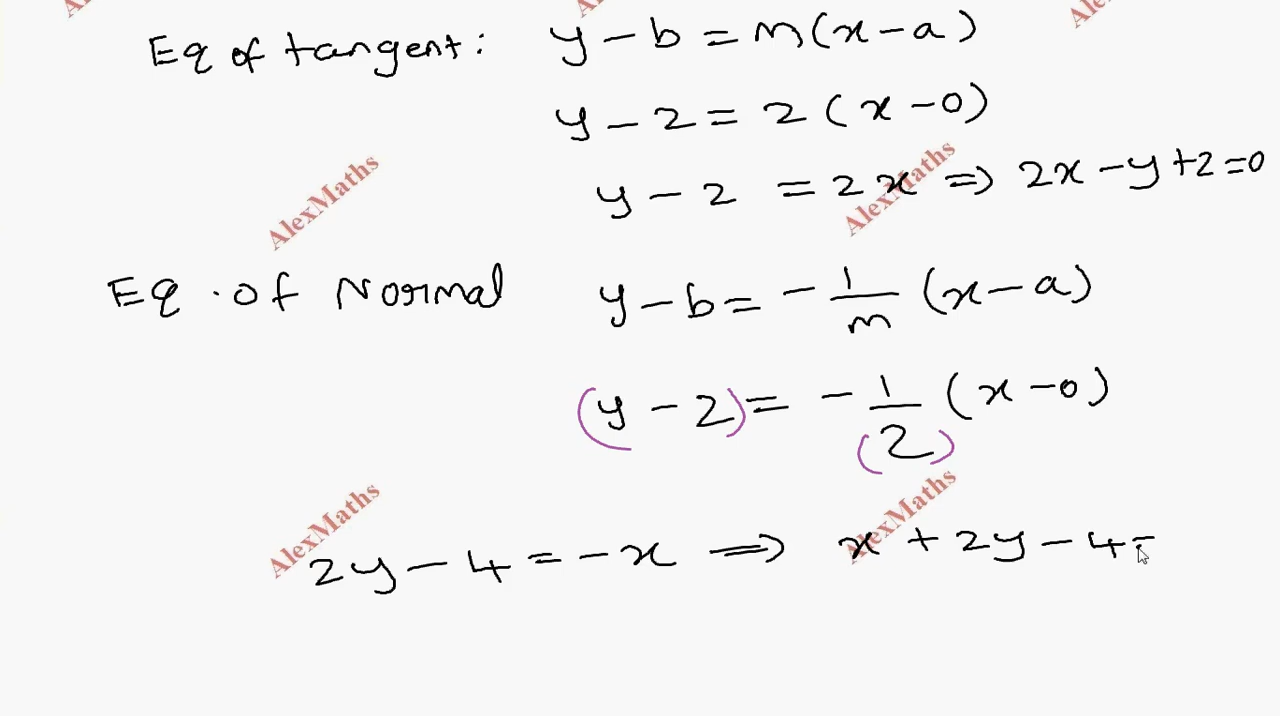 Eq of tangent: y - b = m(x - a)
y - 2 = 2(x - 0)
y - 2 = 2x ⇒ 2x - y + 2 = 0
AlexMaths AlexMaths
Eq. of Normal y - b = - 1/m (x - a)
(y - 2) = - 1/(2) (x - 0)
AlexMaths AlexMaths
2y - 4 = - x ⇒ x + 2y - 4 =